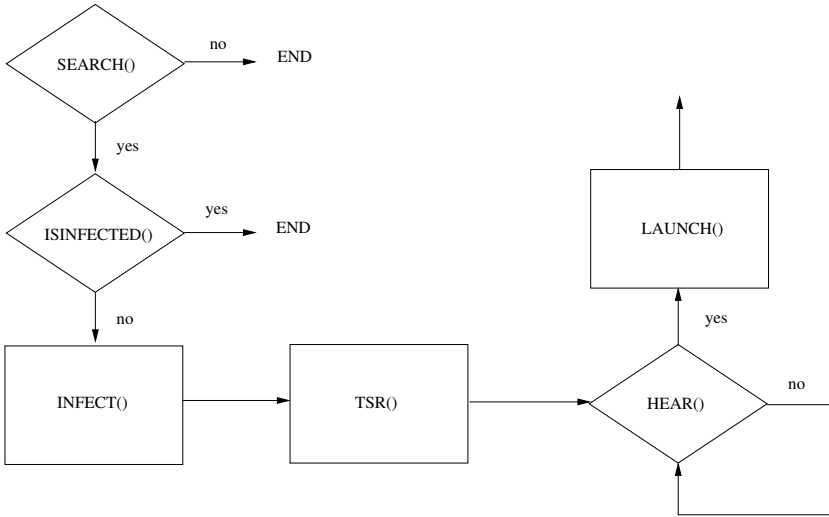 SEARCH()
no
END
yes
ISINFECTED()
yes
END
no
INFECT()
TSR()
HEAR()
no
yes
LAUNCH()